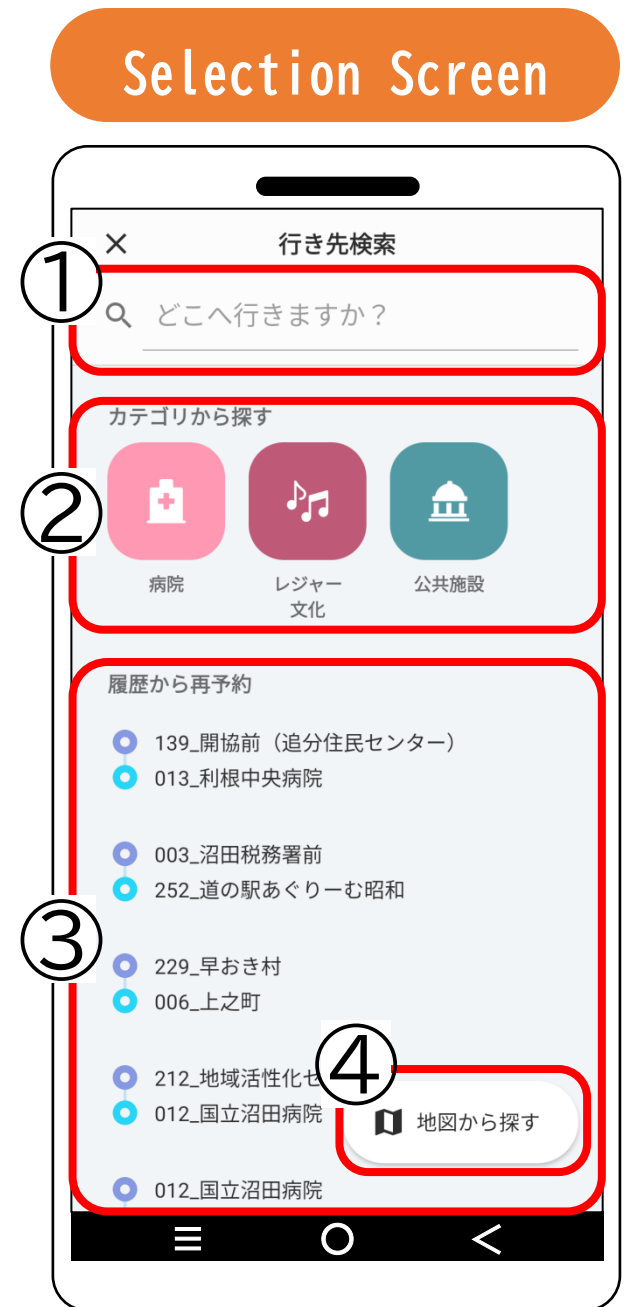 Selection Screen
行き先検索
①
どこへ行きますか？
カテゴリから探す
②
病院
レジャー
文化
公共施設
履歴から再予約
139_開協前（追分住民センター）
013_利根中央病院
003_沼田税務署前
252_道の駅あぐりーむ昭和
③
229_早おき村
006_上之町
④
212_地域活性化セ
012_国立沼田病院
地図から探す
012_国立沼田病院